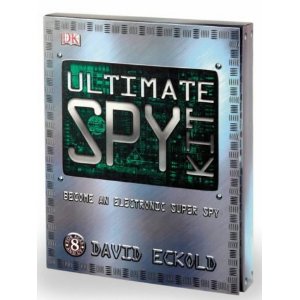 DK
ULTIMATE
SPY
KIT
BECOME AN ELECTRONIC SUPER SPY
8+
DAVID ECKOLD